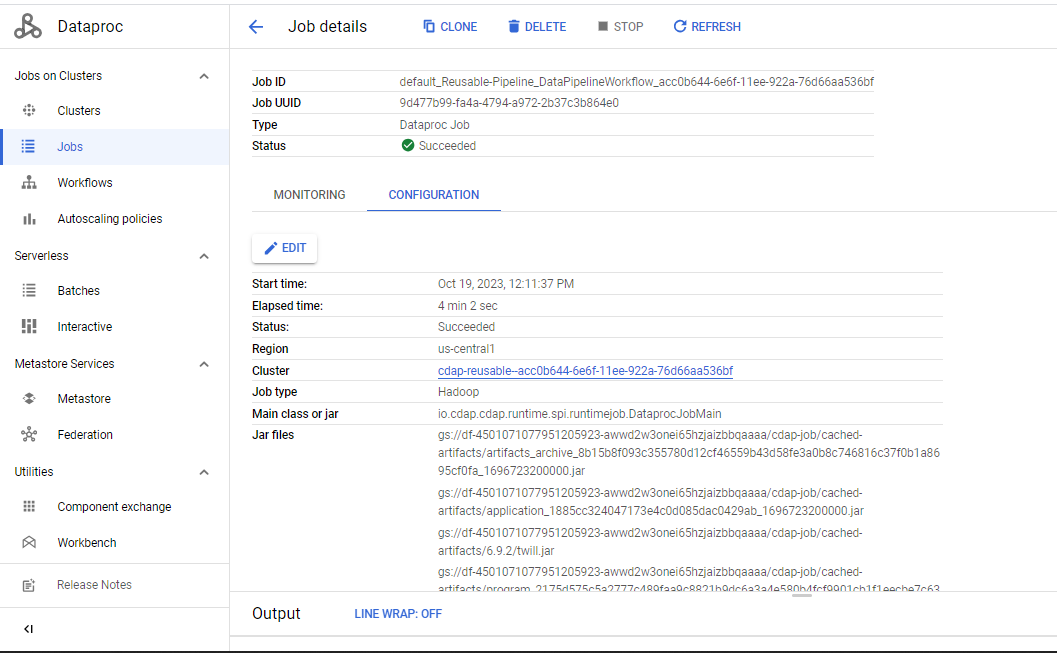 Dataproc
Job details
CLONE
DELETE
STOP
REFRESH
Jobs on Clusters
Clusters
Jobs
Workflows
Autoscaling policies
Serverless
Batches
Interactive
Metastore Services
Metastore
Federation
Utilities
Component exchange
Workbench
Release Notes
Job ID default_Reusable-Pipeline_DataPipelineWorkflow_acc0b644-6e6f-11ee-922a-76d66aa536bf
Job UUID 9d477b99-fa4a-4794-a972-2b37c3b864e0
Type Dataproc Job
Status Succeeded
MONITORING CONFIGURATION
EDIT
Start time: Oct 19, 2023, 12:11:37 PM
Elapsed time: 4 min 2 sec
Status: Succeeded
Region us-central1
Cluster cdap-reusable--acc0b644-6e6f-11ee-922a-76d66aa536bf
Job type Hadoop
Main class or jar io.cdap.cdap.runtime.spi.runtimejob.DataprocJobMain
Jar files gs://df-4501071077951205923-awwd2w3onei65hzjaizbbqaaaa/cdap-job/cached-
artifacts/artifacts_archive_8b15b8f093c355780d12cf46559b43d58fe3a0b8c746816c37f0b1a86
95cf0fa_1696723200000.jar
gs://df-4501071077951205923-awwd2w3onei65hzjaizbbqaaaa/cdap-job/cached-
artifacts/application_1885cc324047173e4c0d085dac0429ab_1696723200000.jar
gs://df-4501071077951205923-awwd2w3onei65hzjaizbbqaaaa/cdap-job/cached-
artifacts/6.9.2/twill.jar
gs://df-4501071077951205923-awwd2w3onei65hzjaizbbqaaaa/cdap-job/cached-
Output LINE WRAP: OFF